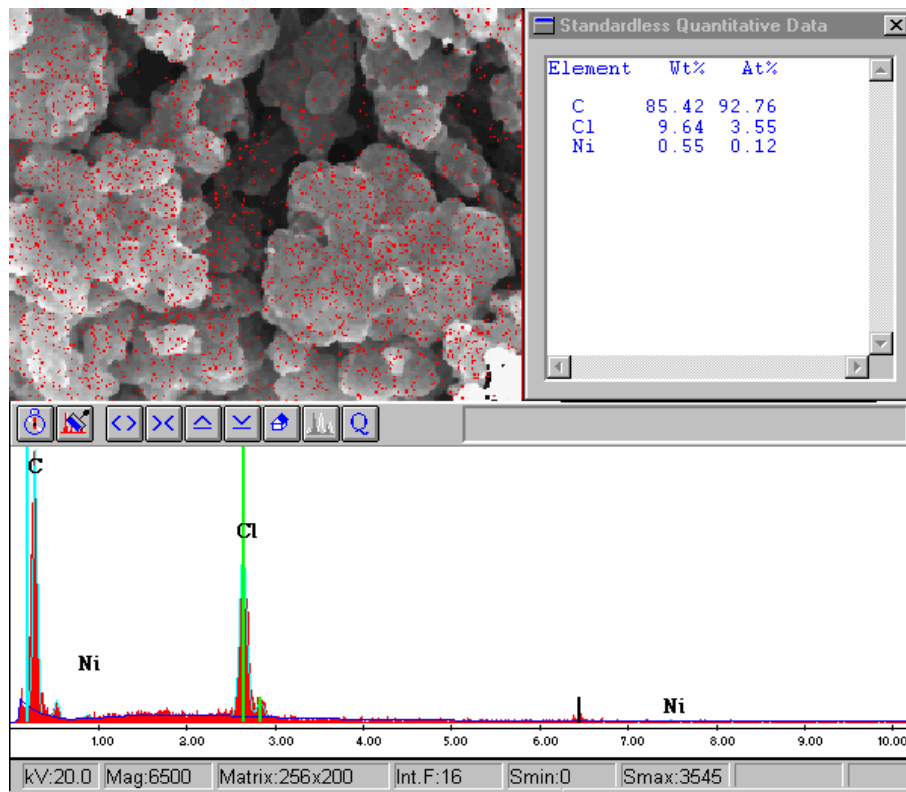 Standardless Quantitative Data
Element Wt% At%
C 85.42 92.76
Cl 9.64 3.55
Ni 0.55 0.12
Q
C
Cl
Ni
Ni
1.00 2.00 3.00 4.00 5.00 6.00 7.00 8.00 9.00 10.00
kV:20.0 Mag:6500 Matrix:256x200 Int.F:16 Smin:0 Smax:3545